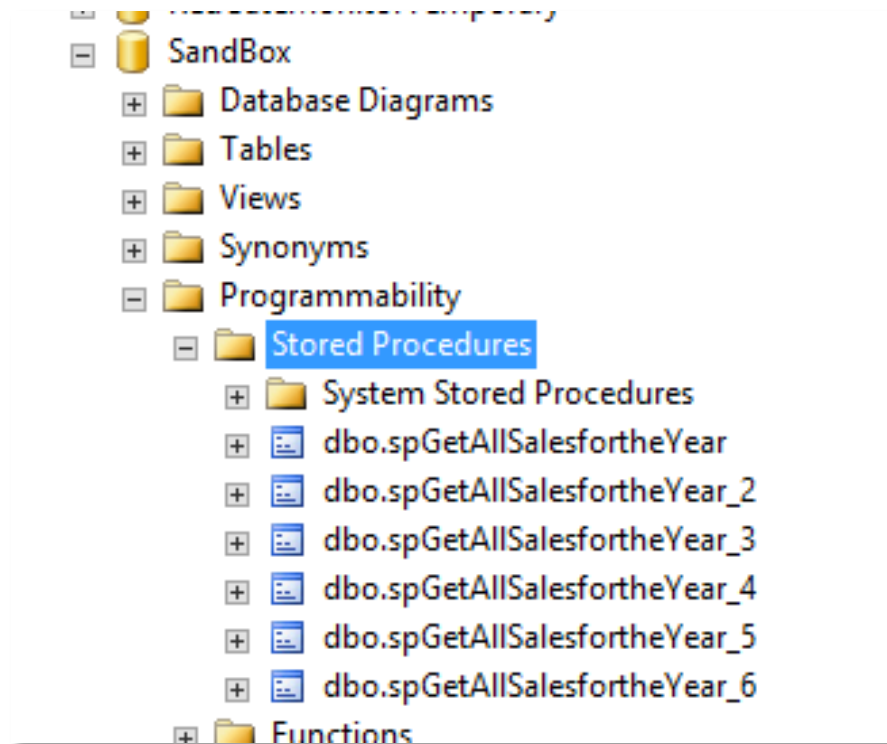 SandBox
Database Diagrams
Tables
Views
Synonyms
Programmability
Stored Procedures
System Stored Procedures
dbo.spGetAllSalesfortheYear
dbo.spGetAllSalesfortheYear_2
dbo.spGetAllSalesfortheYear_3
dbo.spGetAllSalesfortheYear_4
dbo.spGetAllSalesfortheYear_5
dbo.spGetAllSalesfortheYear_6
Functions